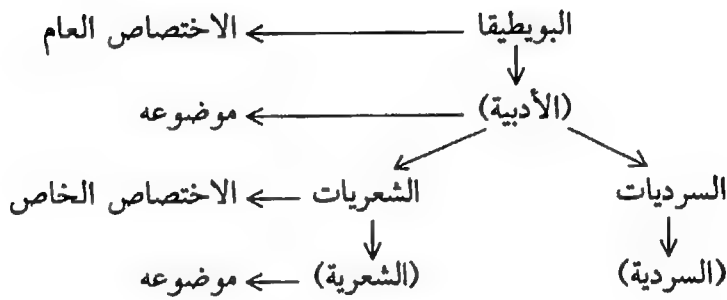 البويطيقا الاختصاص العام
(الأدبية) موضوعه
السرديات الشعريات الاختصاص الخاص
(السردية) (الشعرية) موضوعه